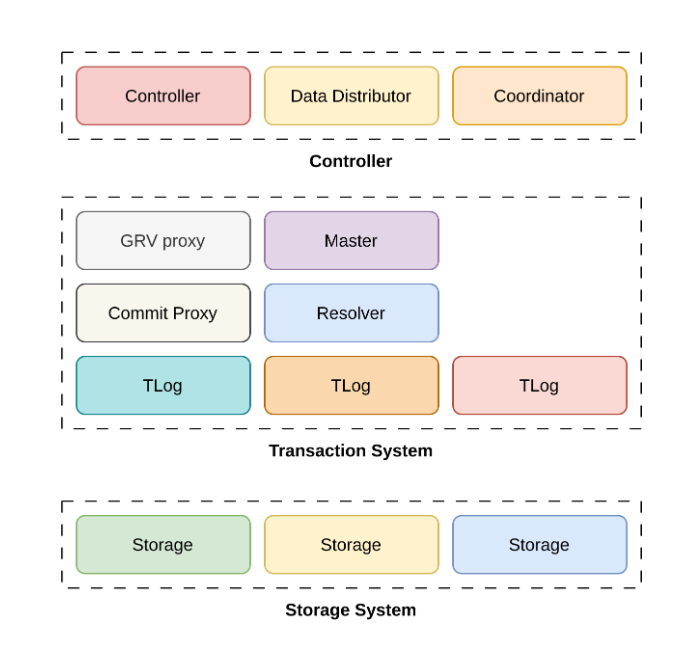 Controller
Data Distributor
Coordinator
Controller
GRV proxy
Master
Commit Proxy
Resolver
TLog
TLog
TLog
Transaction System
Storage
Storage
Storage
Storage System